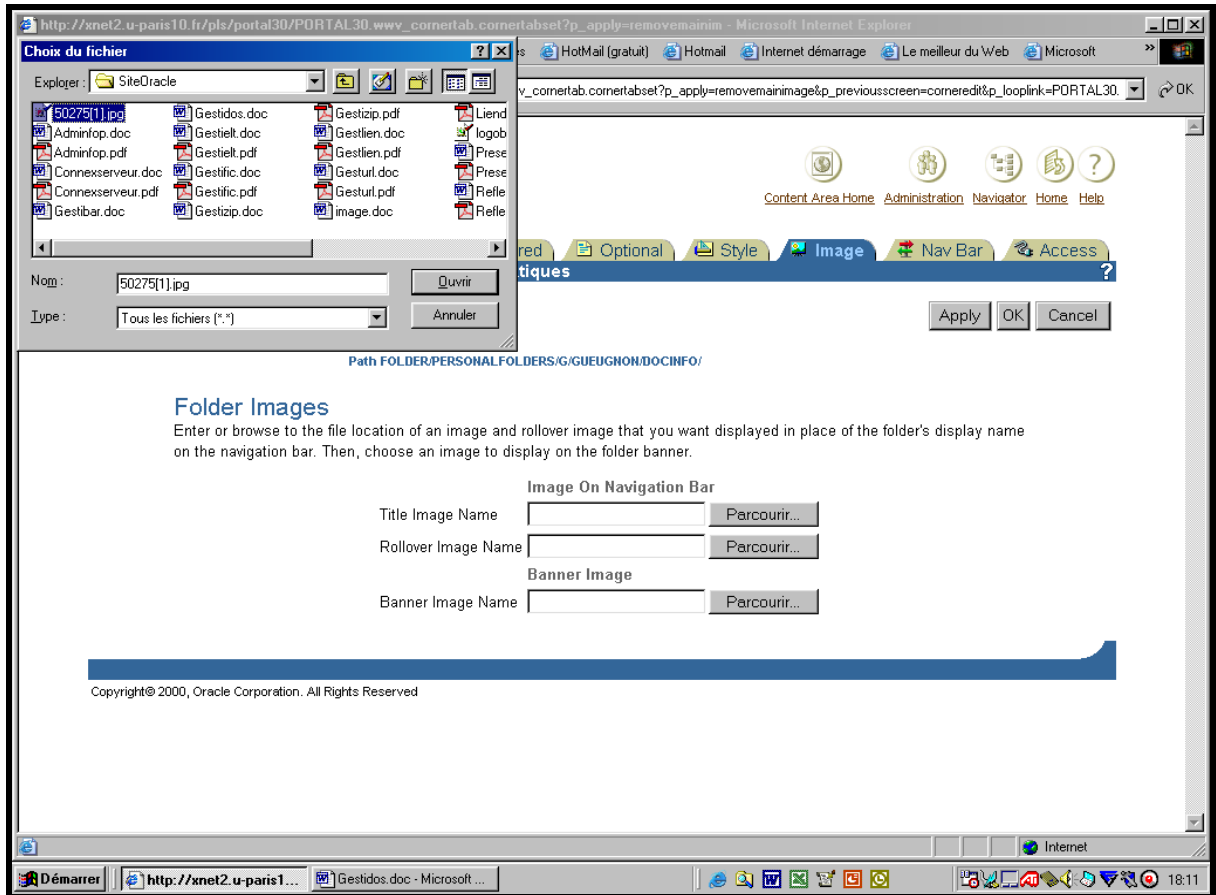 http://xnet2.u-paris10.fr/pls/portal30/PORTAL30.wwv_cornertab.cornertabset?p_apply=removemainim - Microsoft Internet Explorer
Choix du fichier
HotMail (gratuit) Hotmail Internet démarrage Le meilleur du Web Microsoft »
Explorer : SiteOracle
v_cornertab.cornertabset?p_apply=removemainimage&p_previousscreen=corneredit&p_looplink=PORTAL30. OK
50275[1].jpg Gestidos.doc Gestizip.pdf Liend
Adminfop.doc Gestielt.doc Gestlien.doc logob
Adminfop.pdf Gestielt.pdf Gestlien.pdf Prese
Connexserveur.doc Gestific.doc Gesturl.doc Prese
Connexserveur.pdf Gestific.pdf Gesturl.pdf Refle
Gestibar.doc Gestizip.doc image.doc Refle
Content Area Home Administration Navigator Home Help
red Optional Style Image Nav Bar Access
tiques ?
Nom : 50275[1].jpg Ouvrir
Type : Tous les fichiers (*.*) Annuler
Apply OK Cancel
Path FOLDER/PERSONALFOLDERS/G/GUEUGNON/DOCINFO/
Folder Images
Enter or browse to the file location of an image and rollover image that you want displayed in place of the folder's display name
on the navigation bar. Then, choose an image to display on the folder banner.
Image On Navigation Bar
Title Image Name Parcourir...
Rollover Image Name Parcourir...
Banner Image
Banner Image Name Parcourir...
Copyright© 2000, Oracle Corporation. All Rights Reserved
Internet
Démarrer http://xnet2.u-paris1... Gestidos.doc - Microsoft ... 18:11